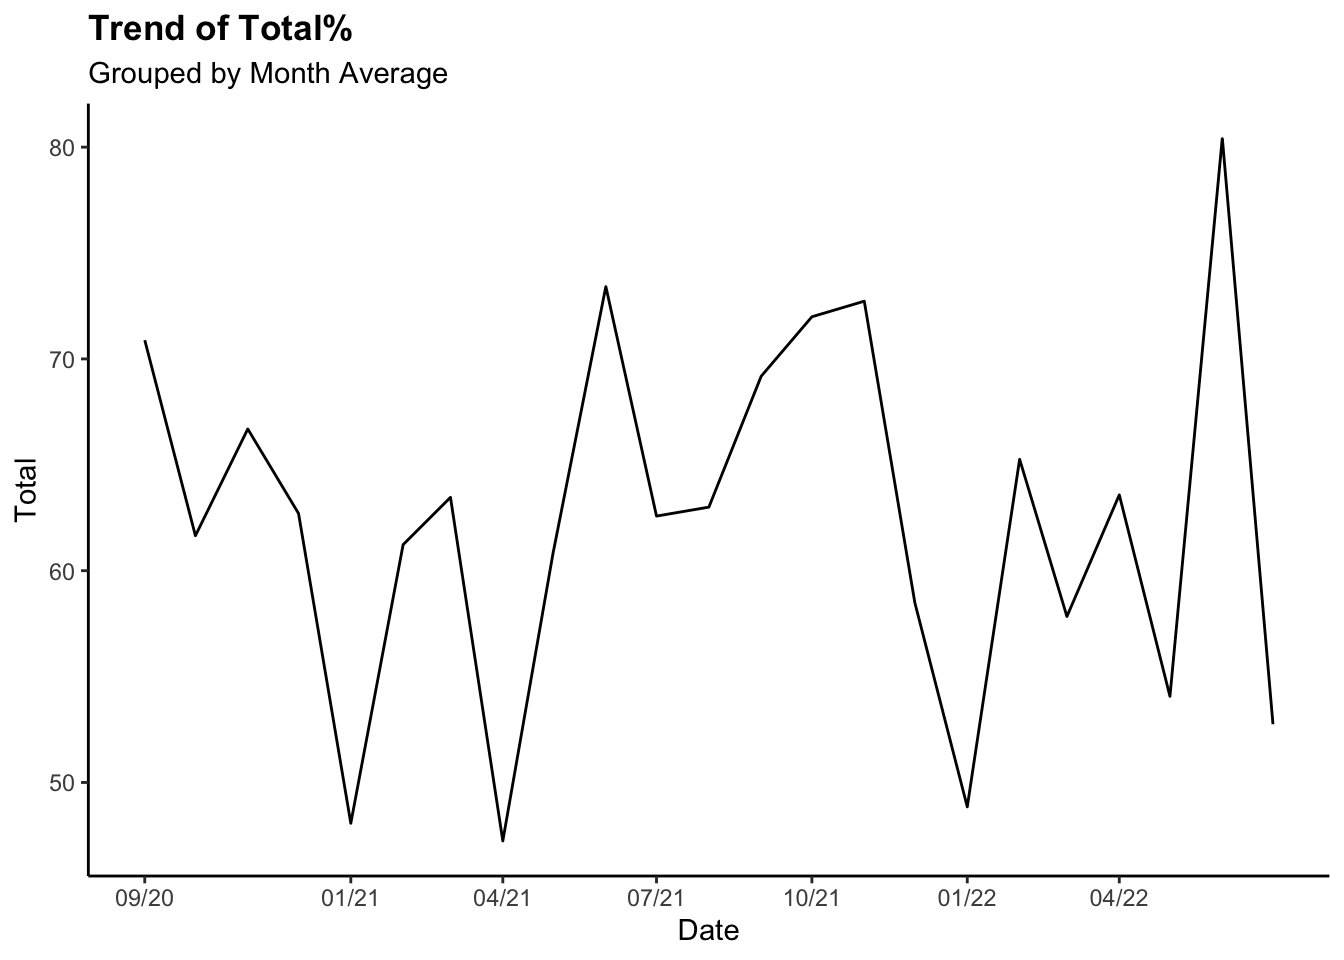 Trend of Total%
Grouped by Month Average
80
70
60
50
Total
09/20 01/21 04/21 07/21 10/21 01/22 04/22
Date